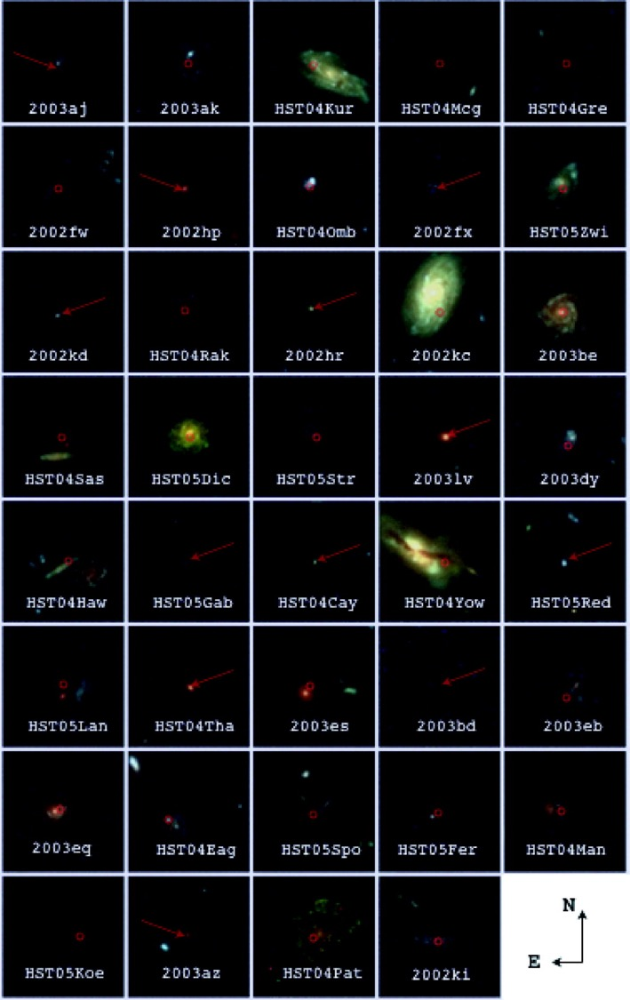 2003aj 2003ak HST04Kur HST04Mcg HST04Gre
2002fw 2002hp HST04Omb 2002fx HST05Zwi
2002kd HST04Rak 2002hr 2002kc 2003be
HST04Sas HST05Dic HST05Str 2003lv 2003dy
HST04Haw HST05Gab HST04Cay HST04Yow HST05Red
HST05Lan HST04Tha 2003es 2003bd 2003eb
2003eq HST04Eag HST05Spo HST05Fer HST04Man
HST05Koe 2003az HST04Pat 2002ki
N
E